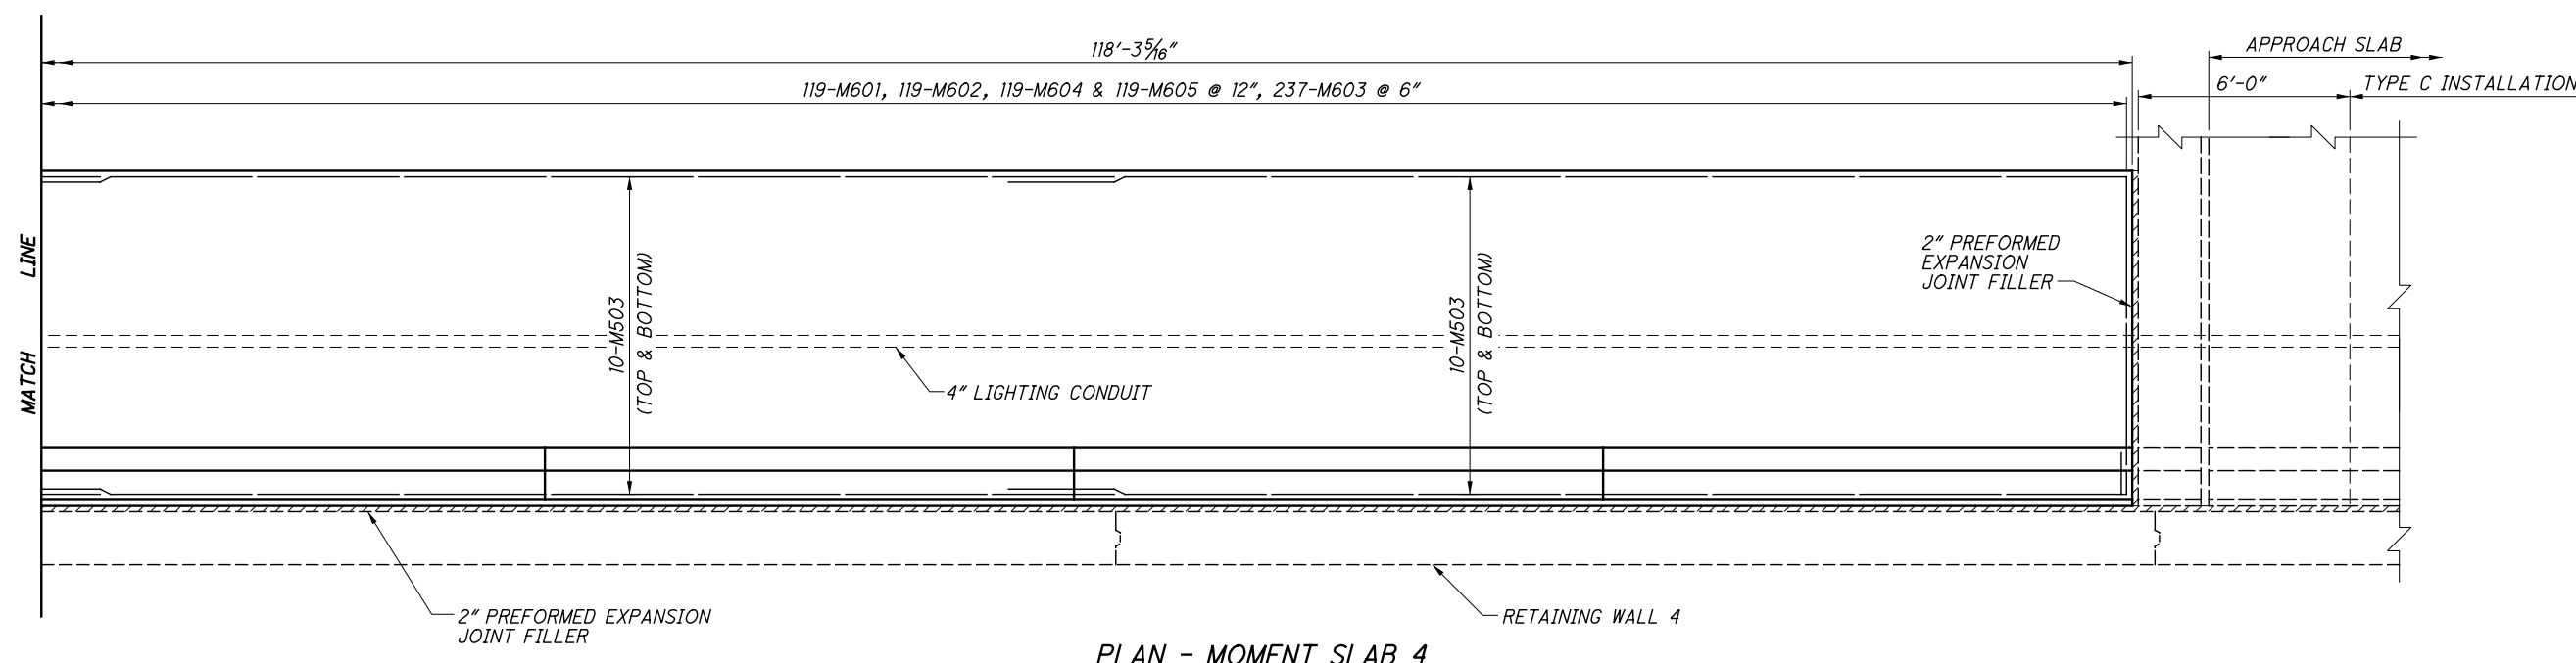 118'-3 5/16"
APPROACH SLAB
119-M601, 119-M602, 119-M604 & 119-M605 @ 12", 237-M603 @ 6"
6'-0"
TYPE C INSTALLATION
MATCH LINE
10-M503
(TOP & BOTTOM)
10-M503
(TOP & BOTTOM)
2" PREFORMED
EXPANSION
JOINT FILLER
4" LIGHTING CONDUIT
2" PREFORMED EXPANSION
JOINT FILLER
RETAINING WALL 4
PLAN - MOMENT SLAB 4